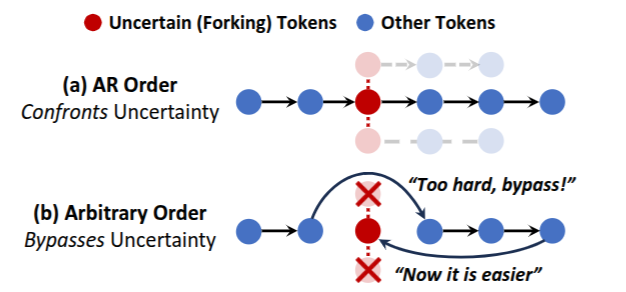 Uncertain (Forking) Tokens Other Tokens
(a) AR Order
Confronts Uncertainty
“Too hard, bypass!”
(b) Arbitrary Order
Bypasses Uncertainty
“Now it is easier”